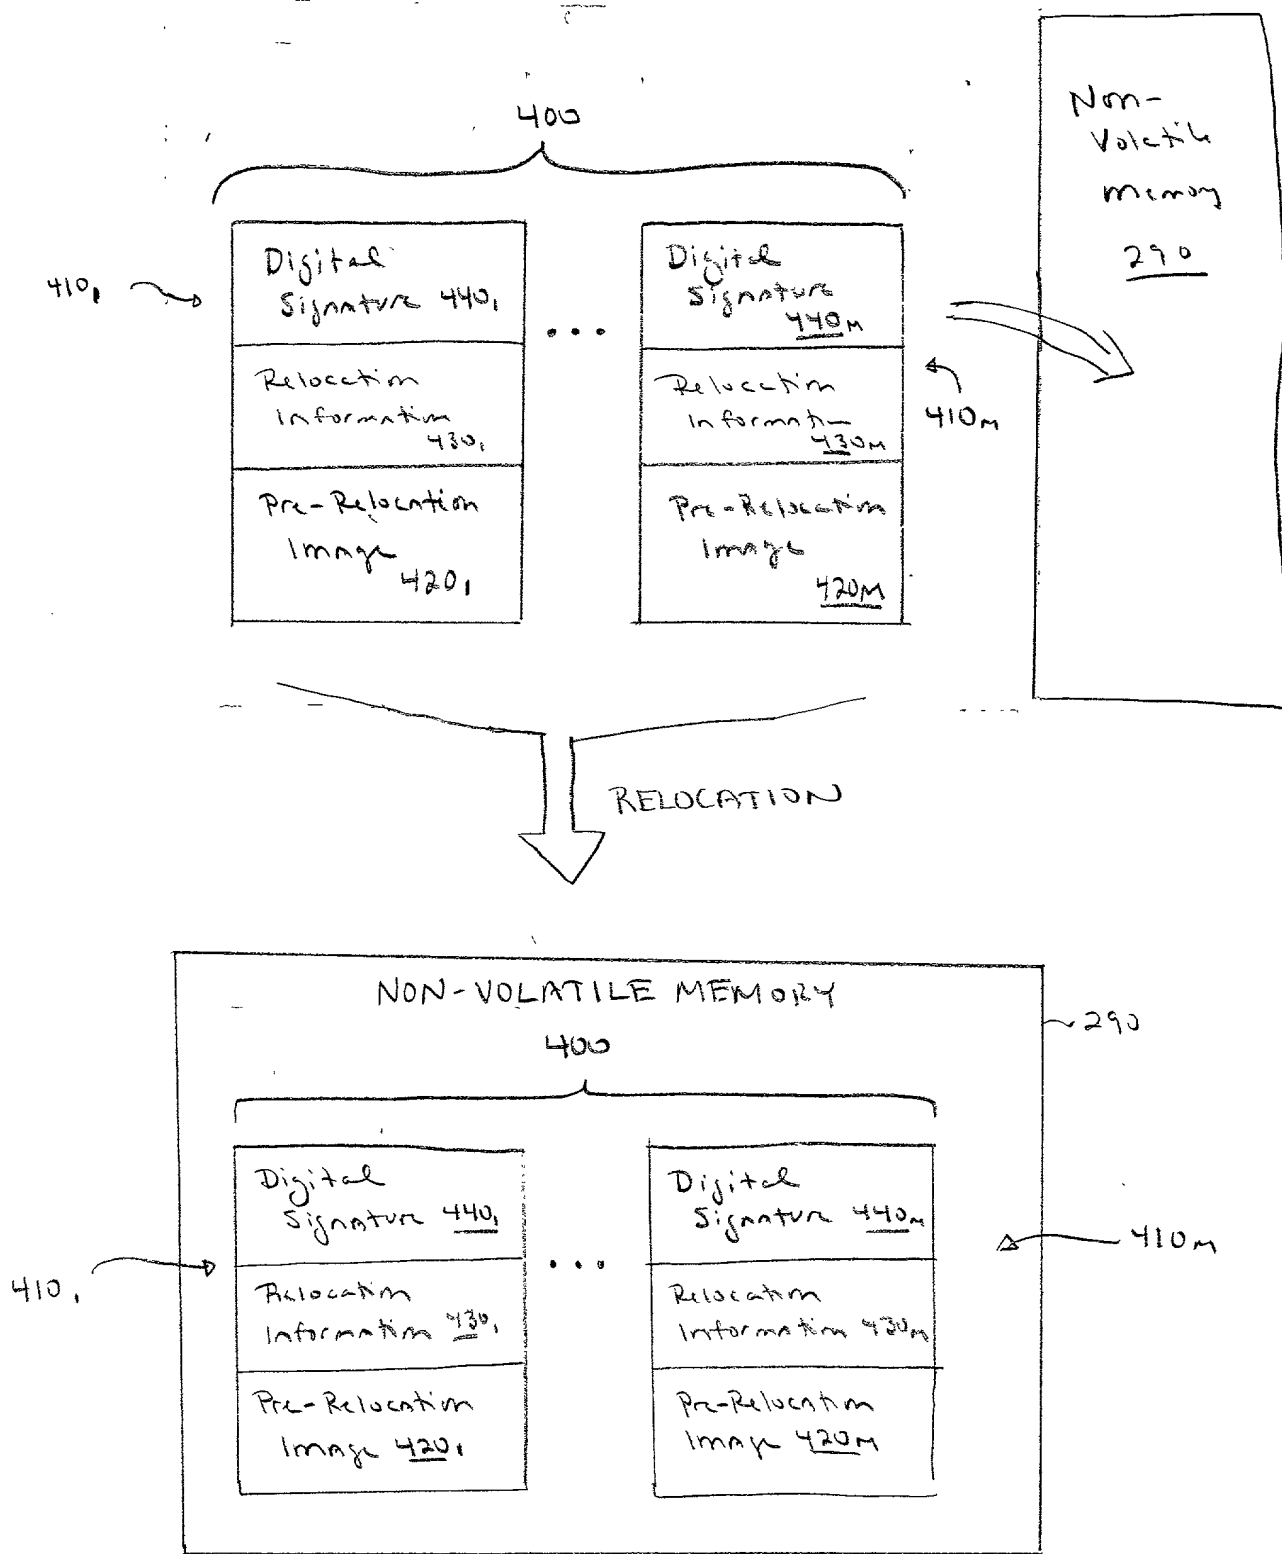 400
Non-
Volatile
Memory
290
410₁
Digital
Signature 440₁
Relocation
Information
430₁
Pre-Relocation
Image
420₁
...
Digital
Signature
440M
Relocation
Information
430M
Pre-Relocation
Image
420M
410M
RELOCATION
NON-VOLATILE MEMORY
290
400
410₁
Digital
Signature 440₁
Relocation
Information 430₁
Pre-Relocation
Image 420₁
...
Digital
Signature 440M
Relocation
Information 430M
Pre-Relocation
Image 420M
410M